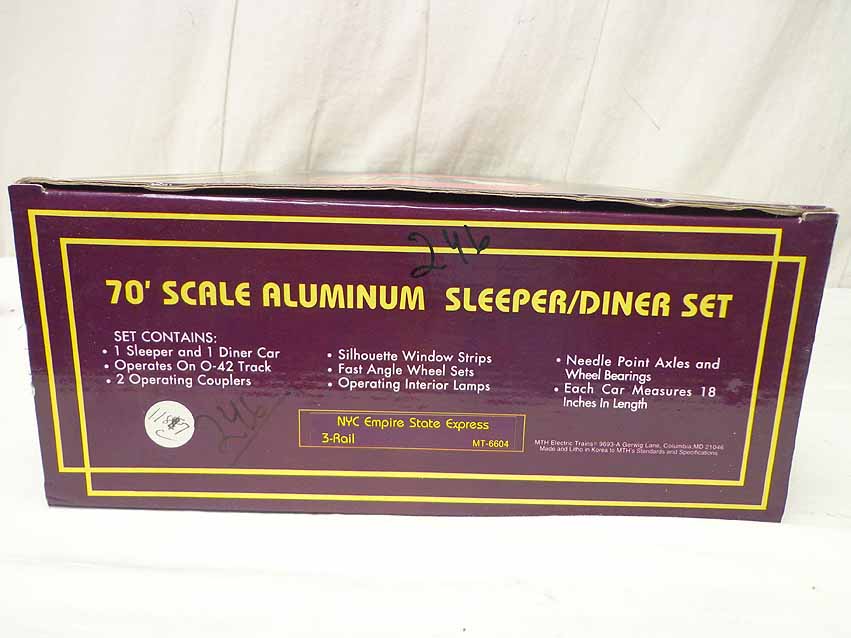 246
70' SCALE ALUMINUM SLEEPER/DINER SET
SET CONTAINS:
• 1 Sleeper and 1 Diner Car
• Operates On O-42 Track
• 2 Operating Couplers
• Silhouette Window Strips
• Fast Angle Wheel Sets
• Operating Interior Lamps
• Needle Point Axles and
Wheel Bearings
• Each Car Measures 18
Inches In Length
246
NYC Empire State Express
3-Rail MT-6604
MTH Electric Trains® 9693-A Gerwig Lane, Columbia, MD 21046
Made and Litho in Korea to MTH's Standards and Specifications